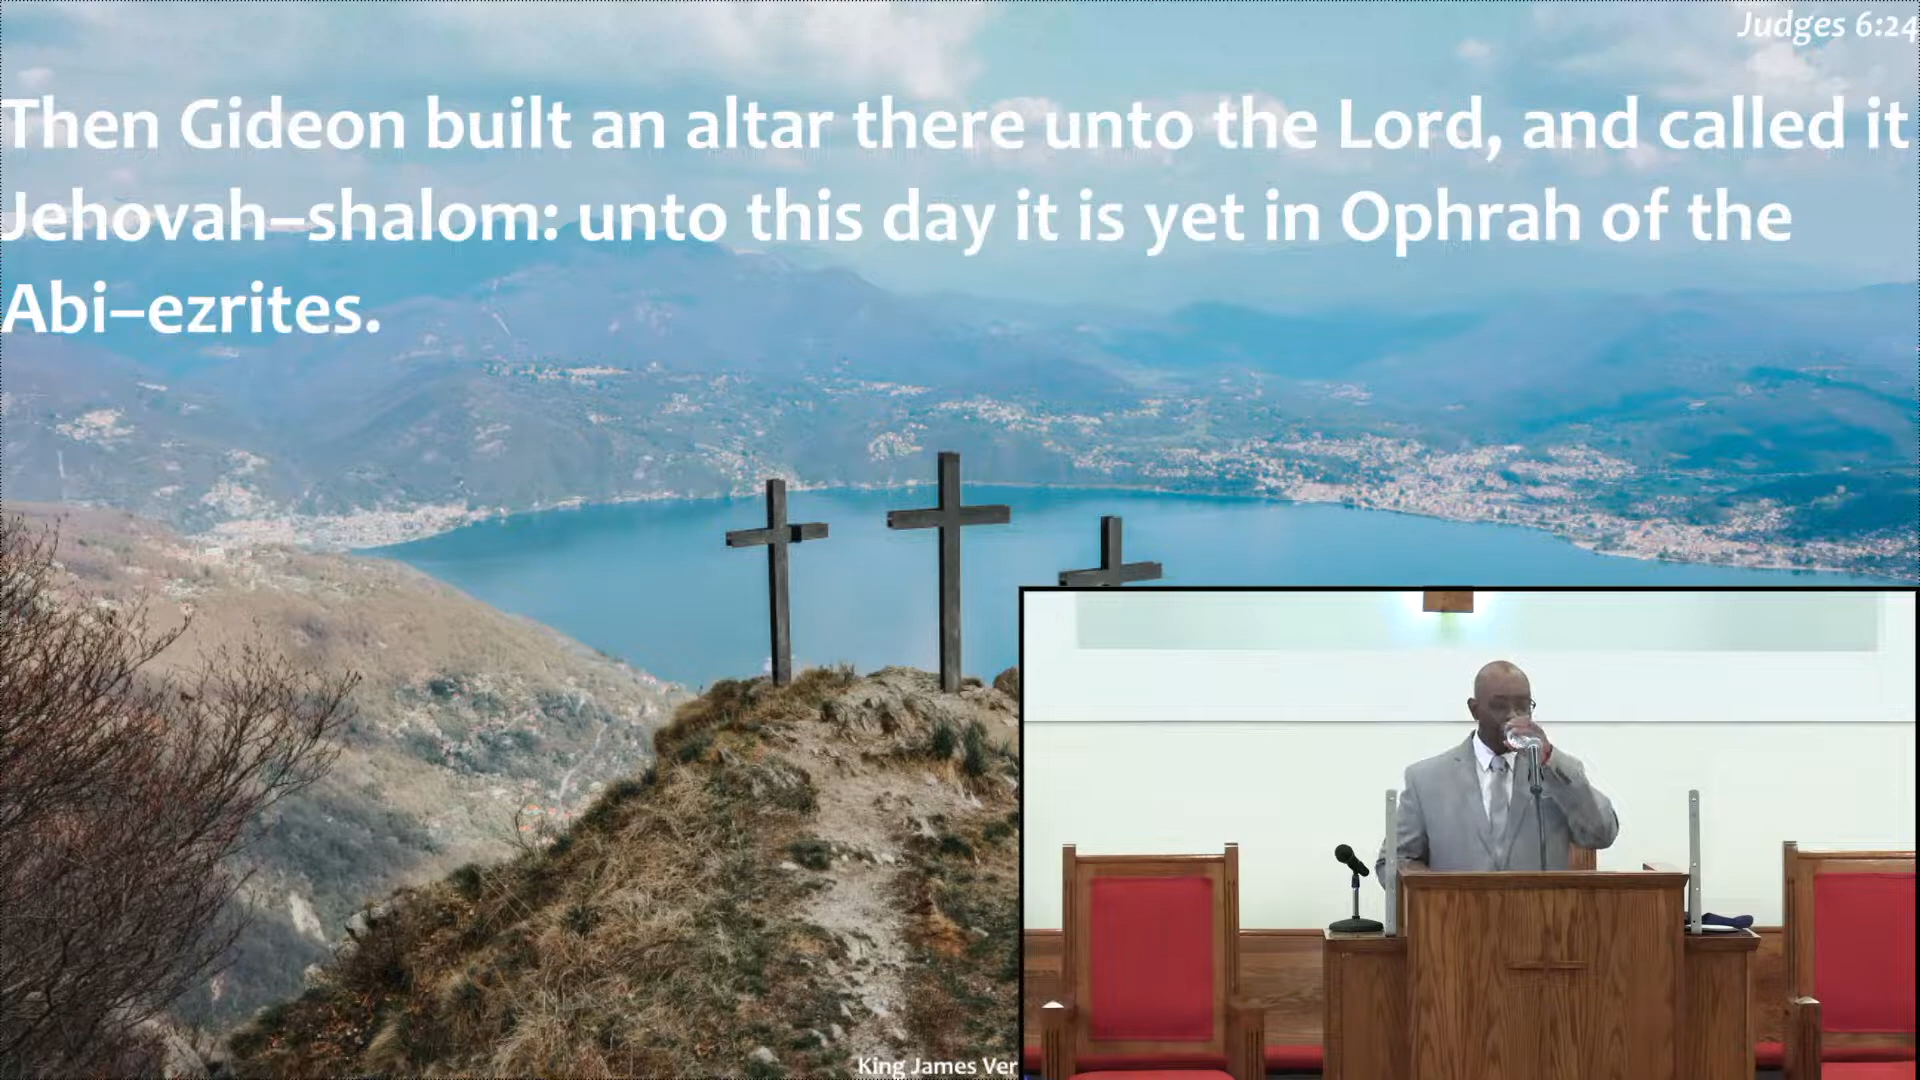 Judges 6:24
Then Gideon built an altar there unto the Lord, and called it
Jehovah–shalom: unto this day it is yet in Ophrah of the
Abi–ezrites.
King James Ver